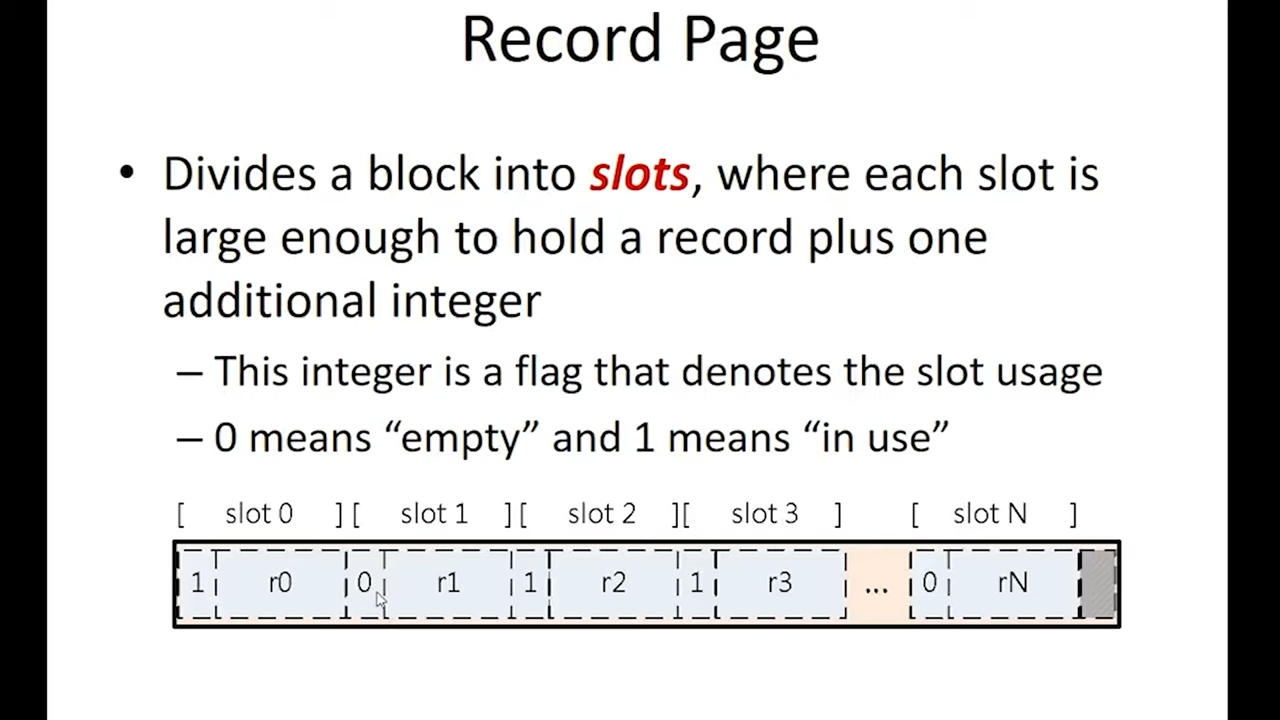 Record Page
• Divides a block into slots, where each slot is
large enough to hold a record plus one
additional integer
– This integer is a flag that denotes the slot usage
– 0 means “empty” and 1 means “in use”
[ slot 0 ][ slot 1 ][ slot 2 ][ slot 3 ] [ slot N ]
1 r0 0 r1 1 r2 1 r3 ... 0 rN